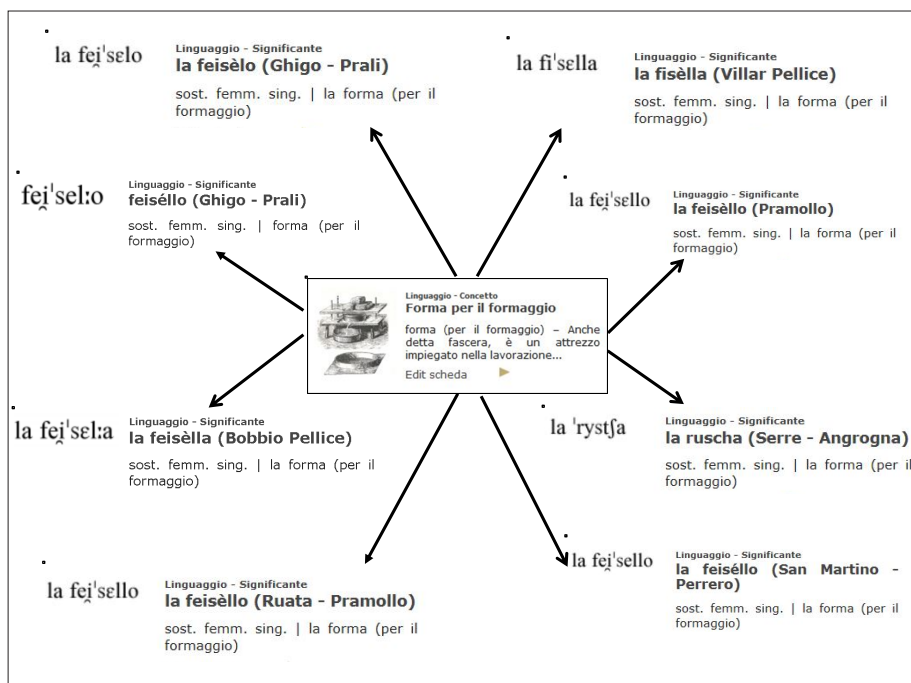 la fei̯ˈsɛlo
Linguaggio - Significante
la feisèlo (Ghigo - Prali)
sost. femm. sing. | la forma (per il
formaggio)
la fiˈsɛlla
Linguaggio - Significante
la fisèlla (Villar Pellice)
sost. femm. sing. | la forma (per il
formaggio)
fei̯ˈselːo
Linguaggio - Significante
feiséllo (Ghigo - Prali)
sost. femm. sing. | forma (per il
formaggio)
la fei̯ˈsɛllo
Linguaggio - Significante
la feisèllo (Pramollo)
sost. femm. sing. | la forma (per il
formaggio)
Linguaggio - Concetto
Forma per il formaggio
forma (per il formaggio) – Anche
detta fascera, è un attrezzo
impiegato nella lavorazione...
Edit scheda
la fei̯ˈsɛlːa
Linguaggio - Significante
la feisèlla (Bobbio Pellice)
sost. femm. sing. | la forma (per il
formaggio)
la ˈrystʃa
Linguaggio - Significante
la ruscha (Serre - Angrogna)
sost. femm. sing. | la forma (per il
formaggio)
la fei̯ˈsɛllo
Linguaggio - Significante
la feisèllo (Ruata - Pramollo)
sost. femm. sing. | la forma (per il
formaggio)
la fei̯ˈsello
Linguaggio - Significante
la feiséllo (San Martino -
Perrero)
sost. femm. sing. | la forma (per il
formaggio)